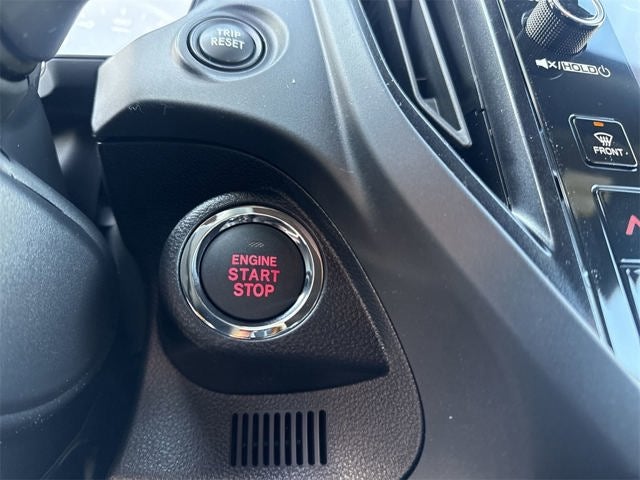 TRIP
RESET
/HOLD
FRONT
ENGINE
START
STOP